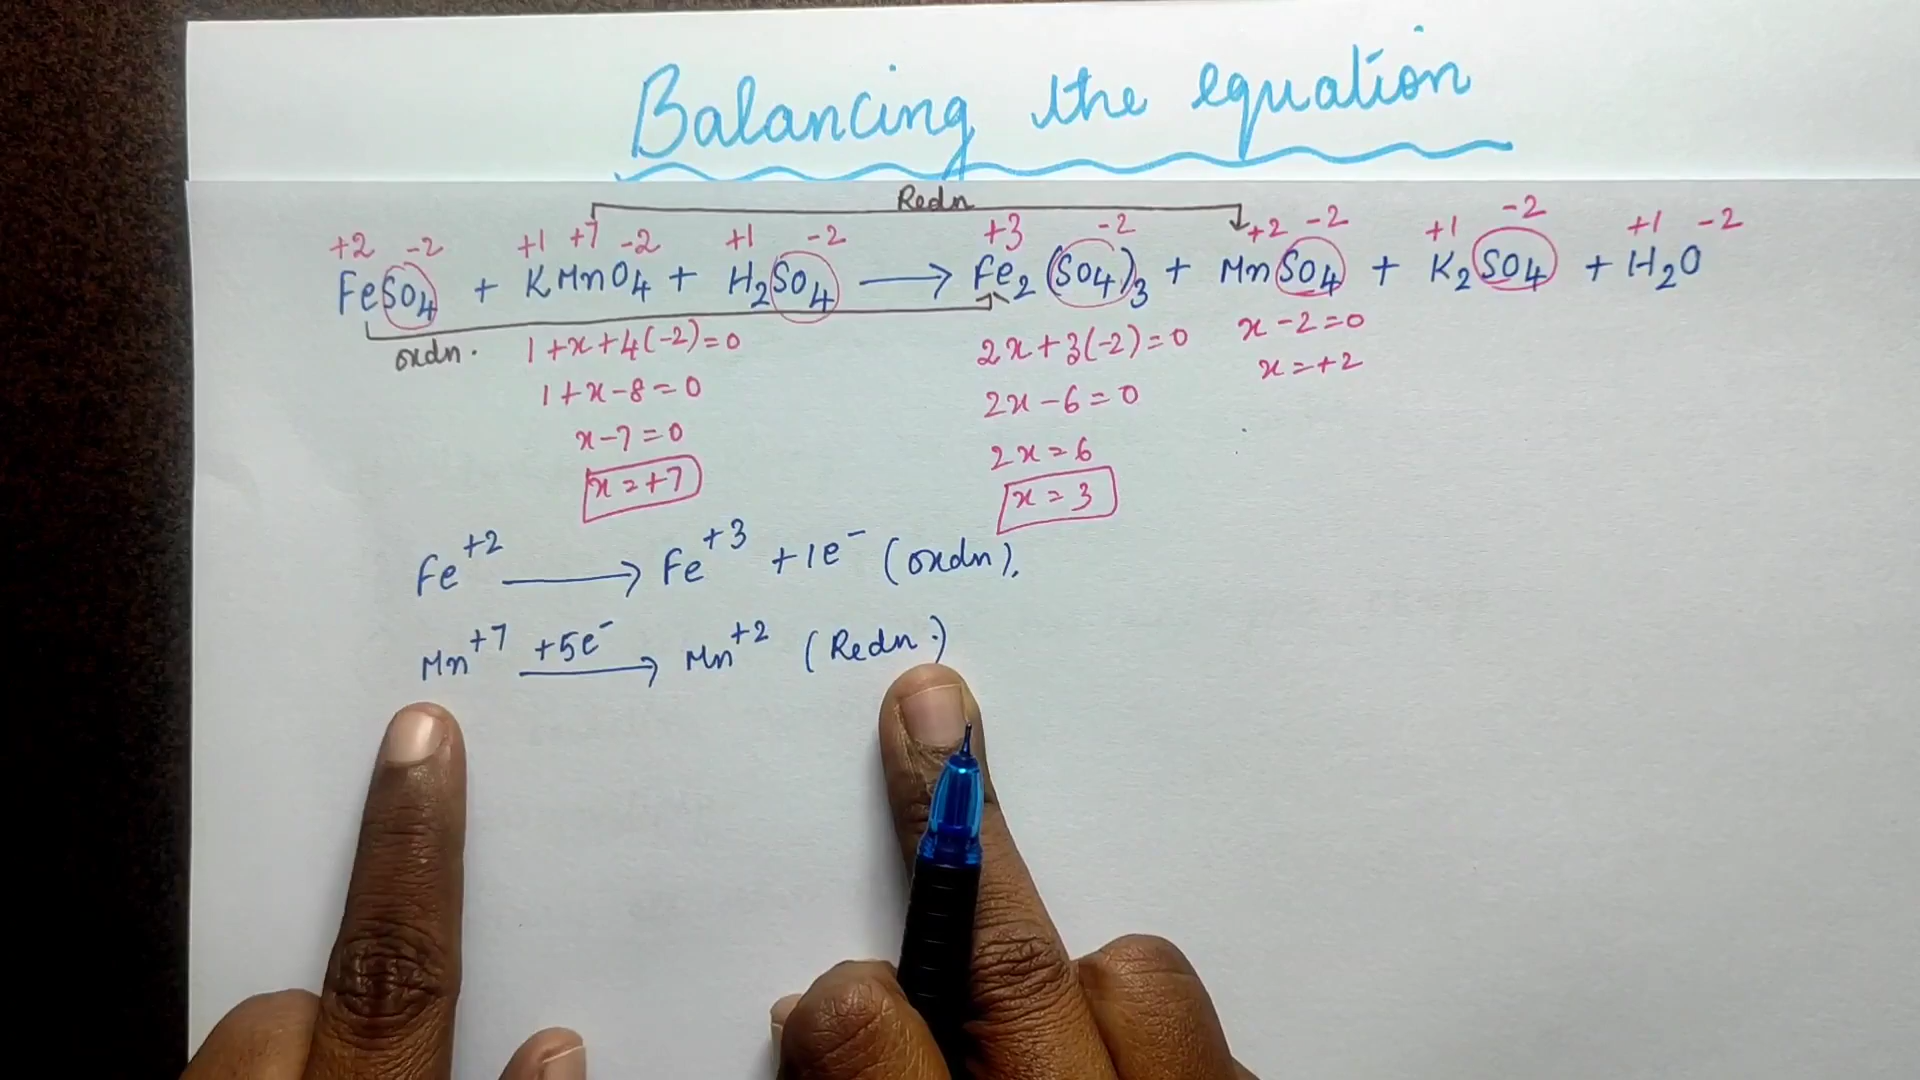 Balancing the equation
Redn
+2 -2 +1 +7 -2 +1 -2 +3 -2 +2 -2 +1 -2 +1 -2
FeSO4 + KMnO4 + H2SO4 → Fe2(SO4)3 + MnSO4 + K2SO4 + H2O
oxdn. 1+x+4(-2)=0 2x+3(-2)=0 x-2=0
1+x-8=0 2x-6=0 x=+2
x-7=0 2x=6
x=+7 x=3
Fe+2 → Fe+3 +1e- (oxdn).
Mn+7 +5e- → Mn+2 (Redn.)